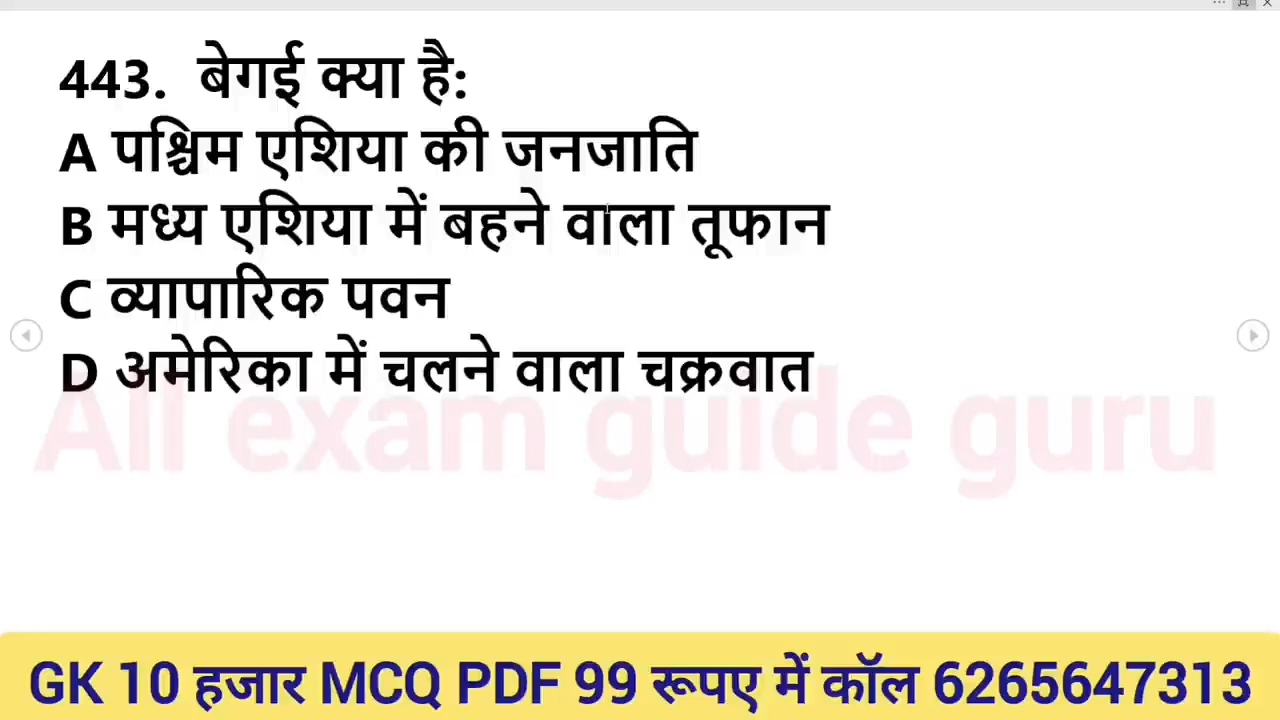 443. बेगई क्या है:
A पश्चिम एशिया की जनजाति
B मध्य एशिया में बहने वाला तूफान
C व्यापारिक पवन
D अमेरिका में चलने वाला चक्रवात
All exam guide guru
GK 10 हजार MCQ PDF 99 रूपए में कॉल 6265647313